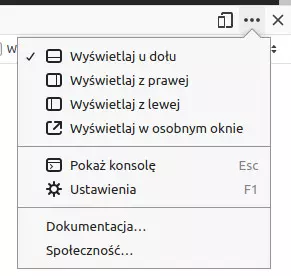 W
Wyświetlaj u dołu
Wyświetlaj z prawej
Wyświetlaj z lewej
Wyświetlaj w osobnym oknie
Pokaż konsolę Esc
Ustawienia F1
Dokumentacja…
Społeczność…